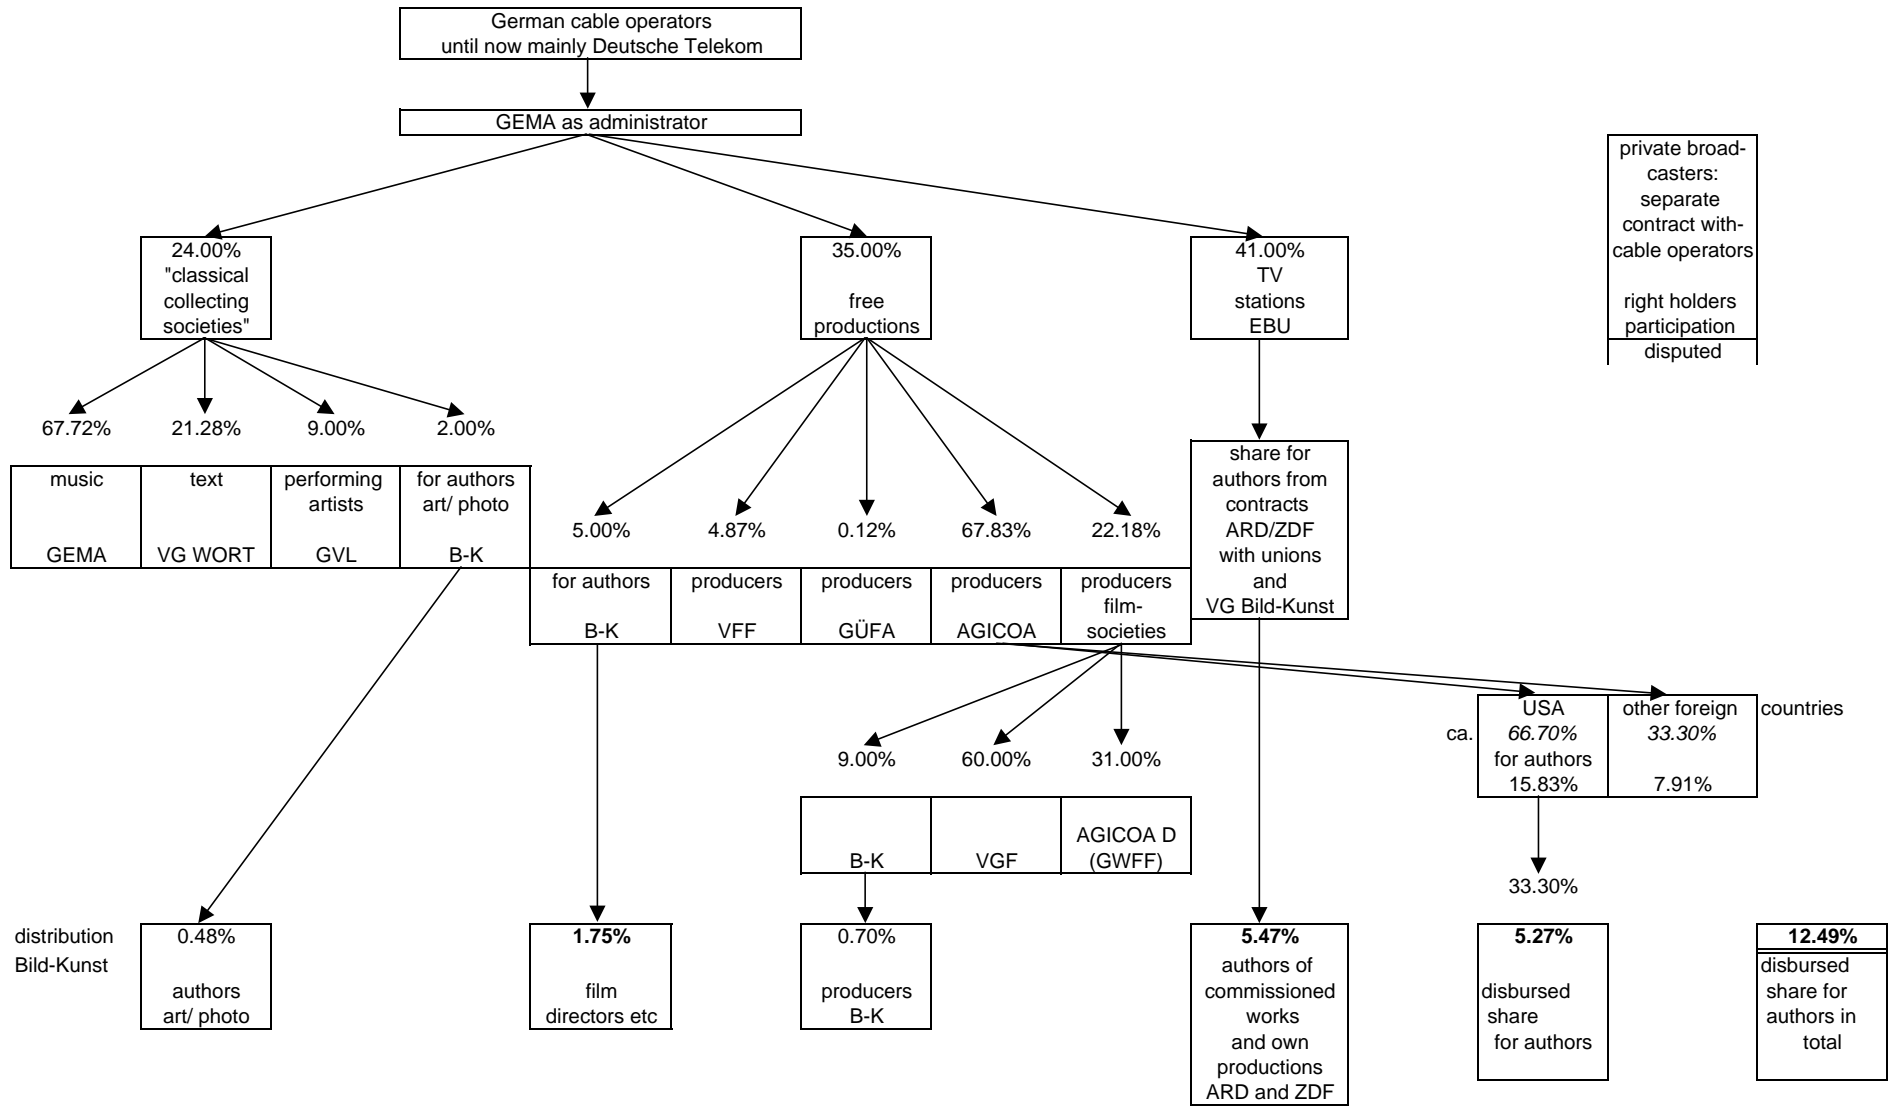 German cable operators
until now mainly Deutsche Telekom
GEMA as administrator
private broad-
casters:
separate
contract with-
cable operators
right holders
participation
disputed
24.00%
"classical
collecting
societies"
35.00%
free
productions
41.00%
TV
stations
EBU
67.72%
21.28%
9.00%
2.00%
music
GEMA
text
VG WORT
performing
artists
GVL
for authors
art/ photo
B-K
5.00%
4.87%
0.12%
67.83%
22.18%
for authors
B-K
producers
VFF
producers
GÜFA
producers
AGICOA
producers
film-
societies
share for
authors from
contracts
ARD/ZDF
with unions
and
VG Bild-Kunst
ca.
USA
66.70%
for authors
15.83%
other foreign
33.30%
7.91%
countries
9.00%
60.00%
31.00%
B-K
VGF
AGICOA D
(GWFF)
33.30%
distribution
Bild-Kunst
0.48%
authors
art/ photo
1.75%
film
directors etc
0.70%
producers
B-K
5.47%
authors of
commissioned
works
and own
productions
ARD and ZDF
5.27%
disbursed
share
for authors
12.49%
disbursed
share for
authors in
total